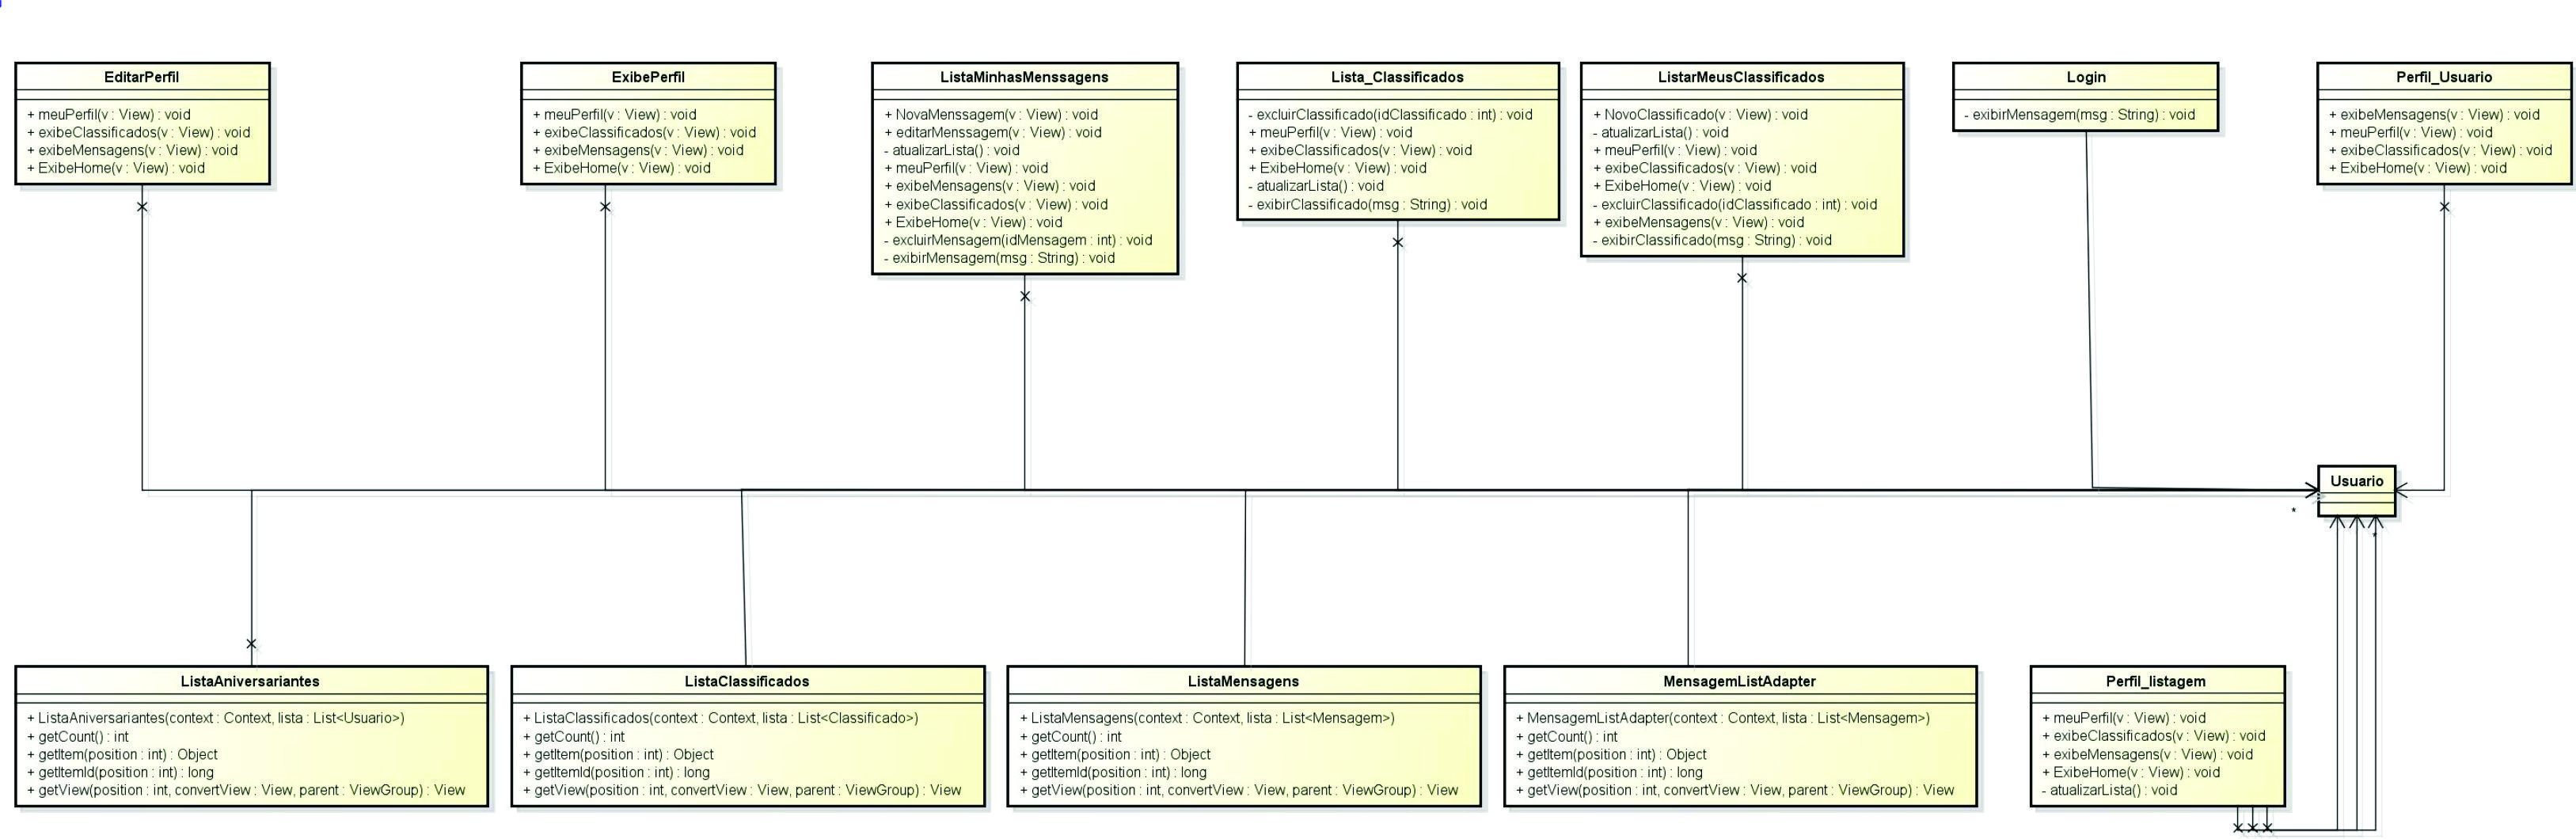 EditarPerfil
+ meuPerfil(v : View) : void
+ exibeClassificados(v : View) : void
+ exibeMensagens(v : View) : void
+ ExibeHome(v : View) : void
ExibePerfil
+ meuPerfil(v : View) : void
+ exibeClassificados(v : View) : void
+ exibeMensagens(v : View) : void
+ ExibeHome(v : View) : void
ListaMinhasMenssagens
+ NovaMenssagem(v : View) : void
+ editarMenssagem(v : View) : void
- atualizarLista() : void
+ meuPerfil(v : View) : void
+ exibeMensagens(v : View) : void
+ exibeClassificados(v : View) : void
+ ExibeHome(v : View) : void
- excluirMensagem(idMensagem : int) : void
- exibirMensagem(msg : String) : void
Lista_Classificados
- excluirClassificado(idClassificado : int) : void
+ meuPerfil(v : View) : void
+ exibeClassificados(v : View) : void
+ ExibeHome(v : View) : void
- atualizarLista() : void
- exibirClassificado(msg : String) : void
ListarMeusClassificados
+ NovoClassificado(v : View) : void
- atualizarLista() : void
+ meuPerfil(v : View) : void
+ exibeClassificados(v : View) : void
+ ExibeHome(v : View) : void
- excluirClassificado(idClassificado : int) : void
+ exibeMensagens(v : View) : void
- exibirClassificado(msg : String) : void
Login
- exibirMensagem(msg : String) : void
Perfil_Usuario
+ exibeMensagens(v : View) : void
+ meuPerfil(v : View) : void
+ exibeClassificados(v : View) : void
+ ExibeHome(v : View) : void
Usuario
*
*
ListaAniversariantes
+ ListaAniversariantes(context : Context, lista : List<Usuario>)
+ getCount() : int
+ getItem(position : int) : Object
+ getItemId(position : int) : long
+ getView(position : int, convertView : View, parent : ViewGroup) : View
ListaClassificados
+ ListaClassificados(context : Context, lista : List<Classificado>)
+ getCount() : int
+ getItem(position : int) : Object
+ getItemId(position : int) : long
+ getView(position : int, convertView : View, parent : ViewGroup) : View
ListaMensagens
+ ListaMensagens(context : Context, lista : List<Mensagem>)
+ getCount() : int
+ getItem(position : int) : Object
+ getItemId(position : int) : long
+ getView(position : int, convertView : View, parent : ViewGroup) : View
MensagemListAdapter
+ MensagemListAdapter(context : Context, lista : List<Mensagem>)
+ getCount() : int
+ getItem(position : int) : Object
+ getItemId(position : int) : long
+ getView(position : int, convertView : View, parent : ViewGroup) : View
Perfil_listagem
+ meuPerfil(v : View) : void
+ exibeClassificados(v : View) : void
+ exibeMensagens(v : View) : void
+ ExibeHome(v : View) : void
- atualizarLista() : void